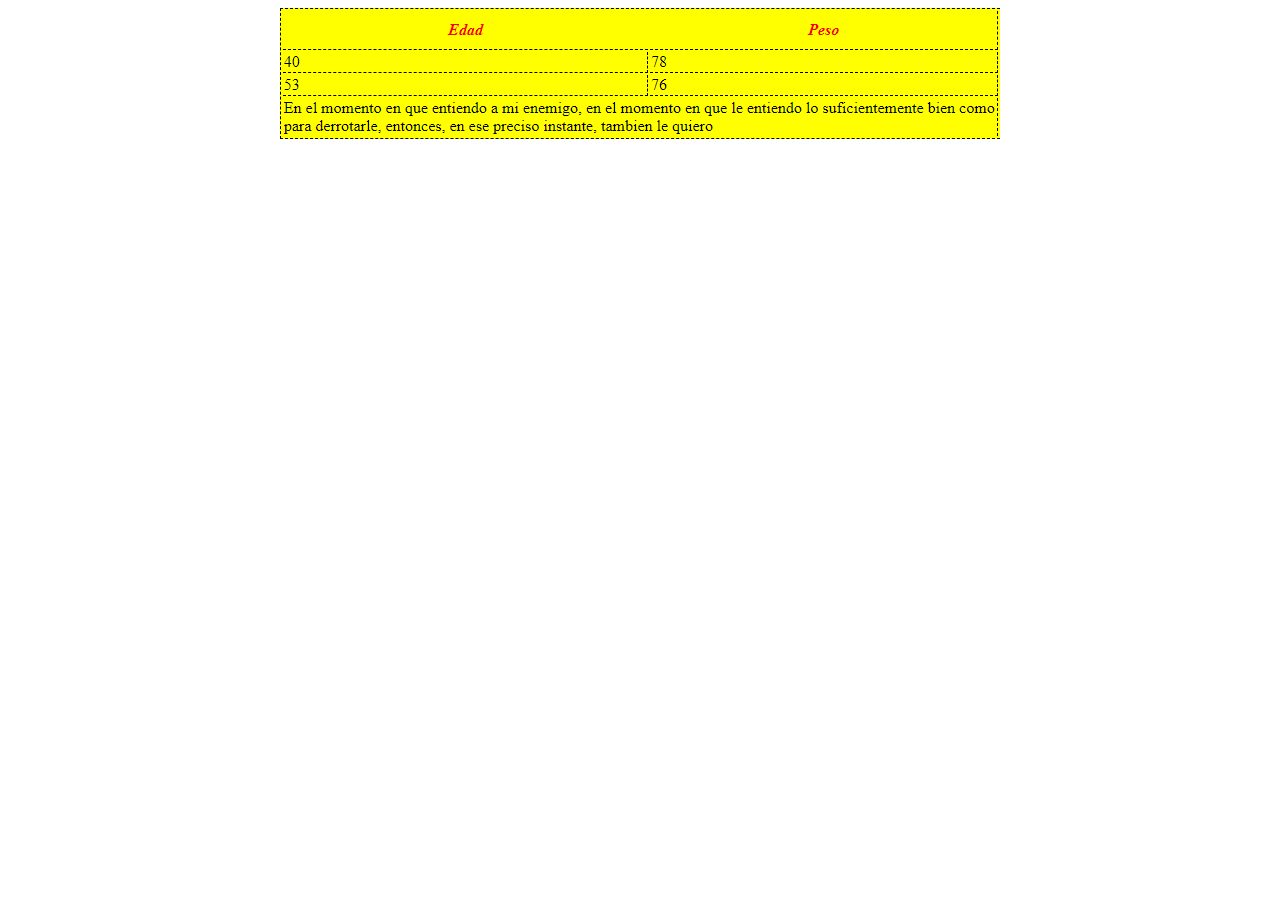 Edad Peso
40 78
53 76
En el momento en que entiendo a mi enemigo, en el momento en que le entiendo lo suficientemente bien como
para derrotarle, entonces, en ese preciso instante, tambien le quiero